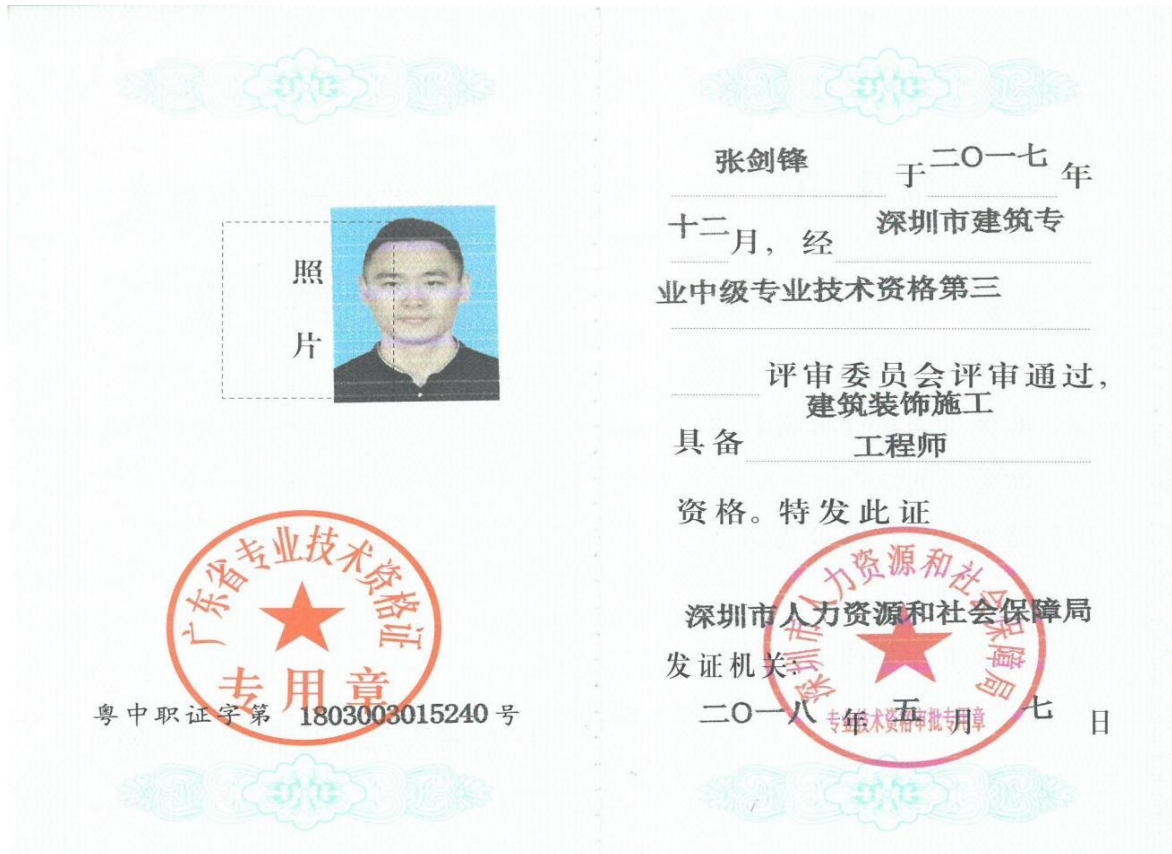 照
片
广东省专业技术资格证
专用章
粤中职证字第 1803003015240 号
张剑锋 于二〇一七年
十二月，经 深圳市建筑专
业中级专业技术资格第三
评审委员会评审通过，
建筑装饰施工
具备 工程师
资格。特发此证
深圳市人力资源和社会保障局
深圳市人力资源和社会保障局
发证机关：
二〇一八年五月七日
专业技术资格审批专用章